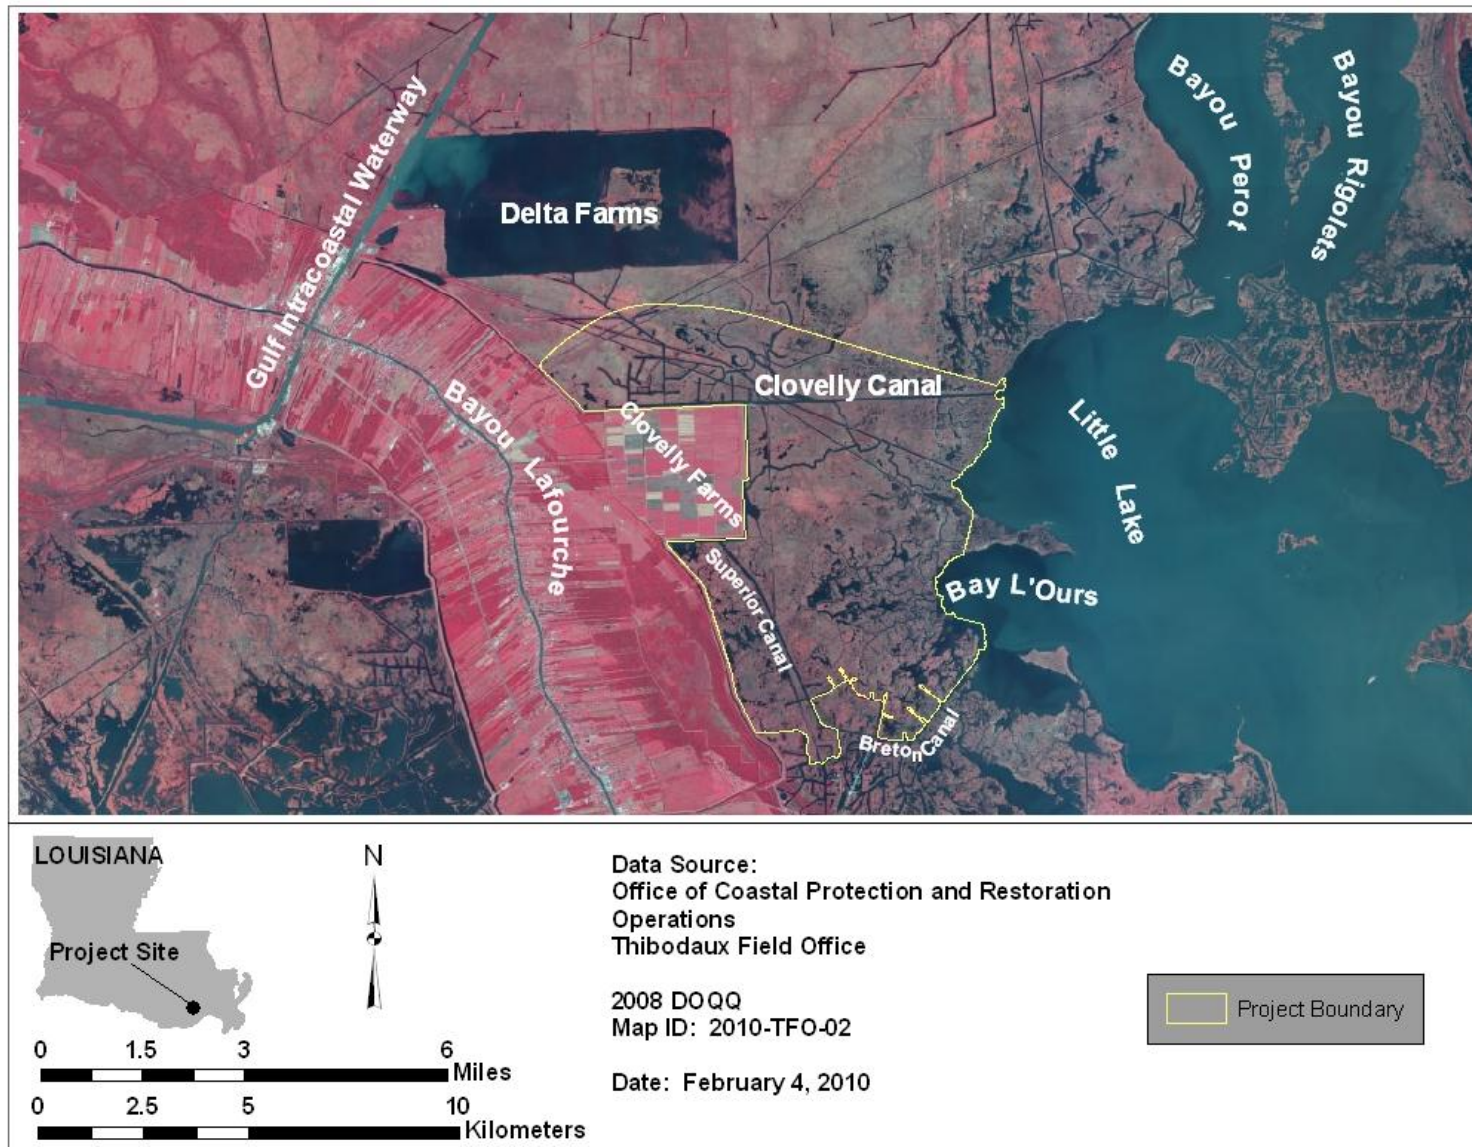 Bayou Perot
Bayou Rigolets
Gulf Intracoastal Waterway
Delta Farms
Clovelly Canal
Bayou Lafourche
Clovelly Farms
Little Lake
Superior Canal
Bay L'Ours
Breton Canal
LOUISIANA
Project Site
N
0 1.5 3 6
Miles
0 2.5 5 10
Kilometers
Data Source:
Office of Coastal Protection and Restoration
Operations
Thibodaux Field Office
2008 DOQQ
Map ID: 2010-TFO-02
Date: February 4, 2010
Project Boundary